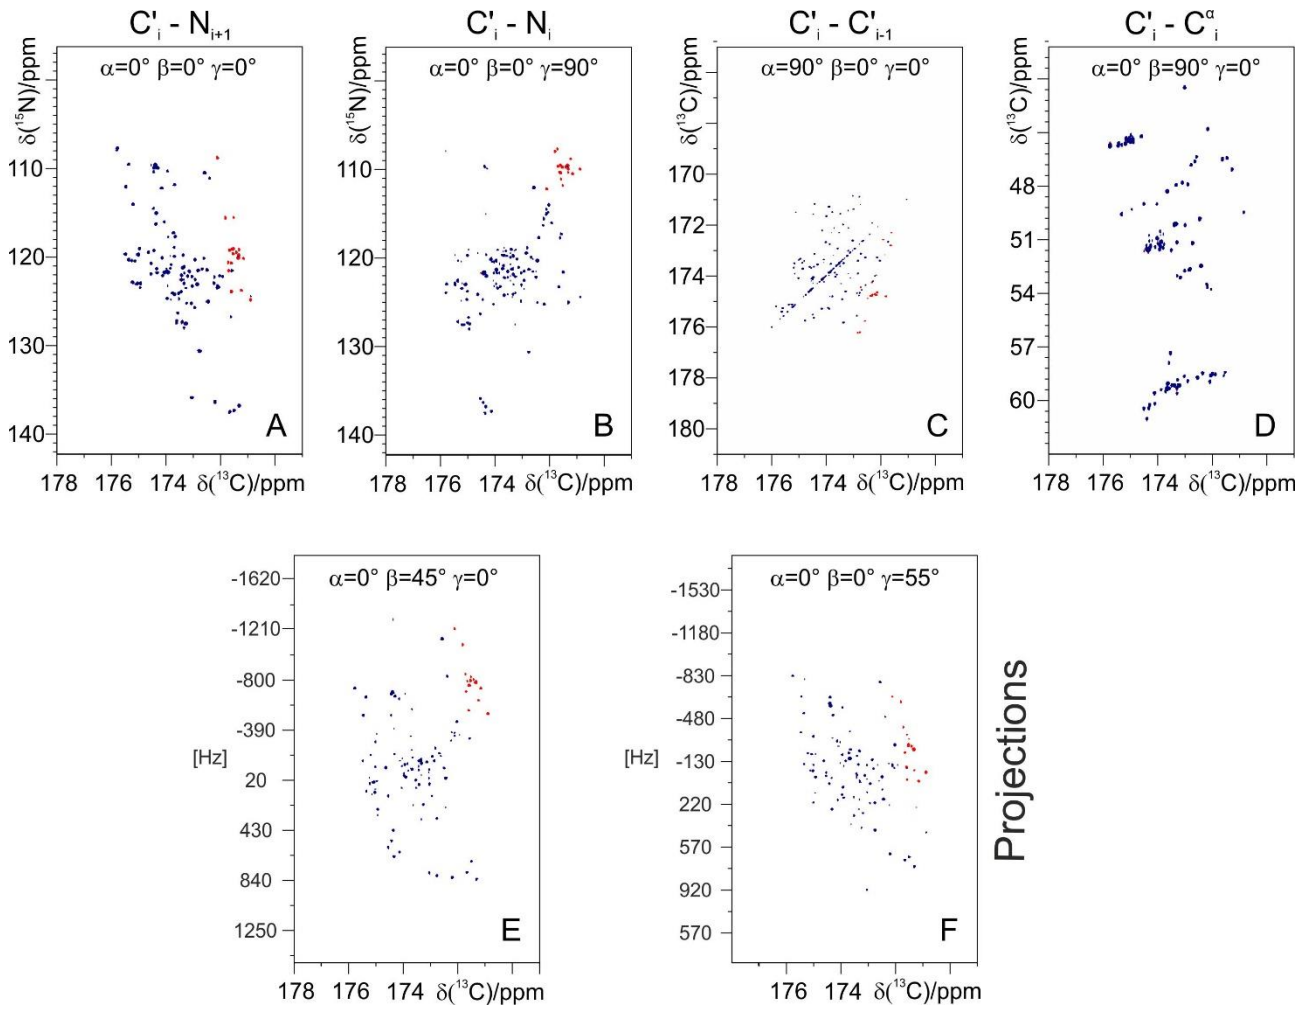 C'i - Ni+1
C'i - Ni
C'i - C'i-1
C'i - Cαi
α=0° β=0° γ=0°
δ(15N)/ppm
110
120
130
140
A
178 176 174 δ(13C)/ppm
α=0° β=0° γ=90°
δ(15N)/ppm
110
120
130
140
B
178 176 174 δ(13C)/ppm
α=90° β=0° γ=0°
δ(13C)/ppm
170
172
174
176
178
180
C
178 176 174 δ(13C)/ppm
α=0° β=90° γ=0°
δ(13C)/ppm
48
51
54
57
60
D
178 176 174 δ(13C)/ppm
α=0° β=45° γ=0°
-1620
-1210
-800
-390
[Hz]
20
430
840
1250
E
178 176 174 δ(13C)/ppm
α=0° β=0° γ=55°
-1530
-1180
-830
-480
[Hz]
-130
220
570
920
570
F
176 174 δ(13C)/ppm
Projections